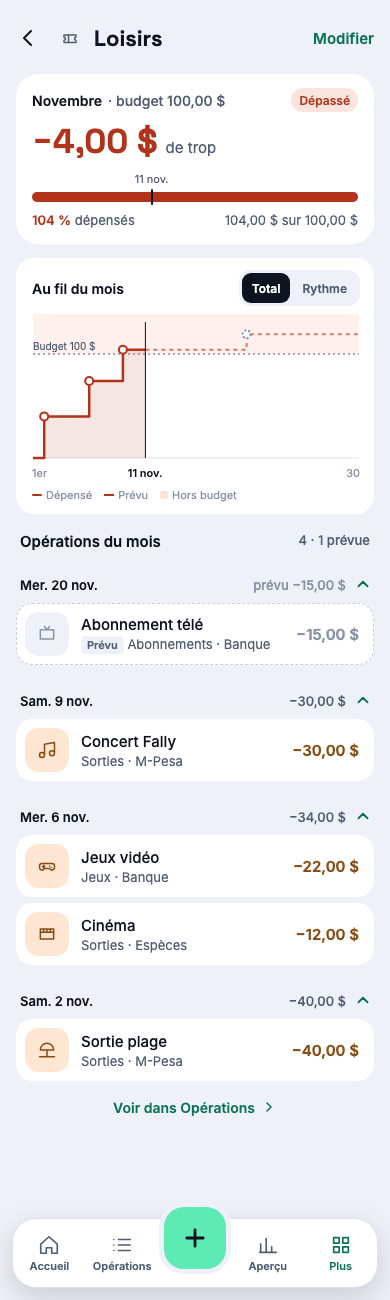 Loisirs
Modifier
Novembre · budget 100,00 $
Dépassé
−4,00 $ de trop
11 nov.
104 % dépensés
104,00 $ sur 100,00 $
Au fil du mois
Total
Rythme
Budget 100 $
1er
11 nov.
30
Dépensé
Prévu
Hors budget
Opérations du mois
4 · 1 prévue
Mer. 20 nov.
prévu −15,00 $
Abonnement télé
Prévu Abonnements · Banque
−15,00 $
Sam. 9 nov.
−30,00 $
Concert Fally
Sorties · M-Pesa
−30,00 $
Mer. 6 nov.
−34,00 $
Jeux vidéo
Jeux · Banque
−22,00 $
Cinéma
Sorties · Espèces
−12,00 $
Sam. 2 nov.
−40,00 $
Sortie plage
Sorties · M-Pesa
−40,00 $
Voir dans Opérations
Accueil
Opérations
Aperçu
Plus